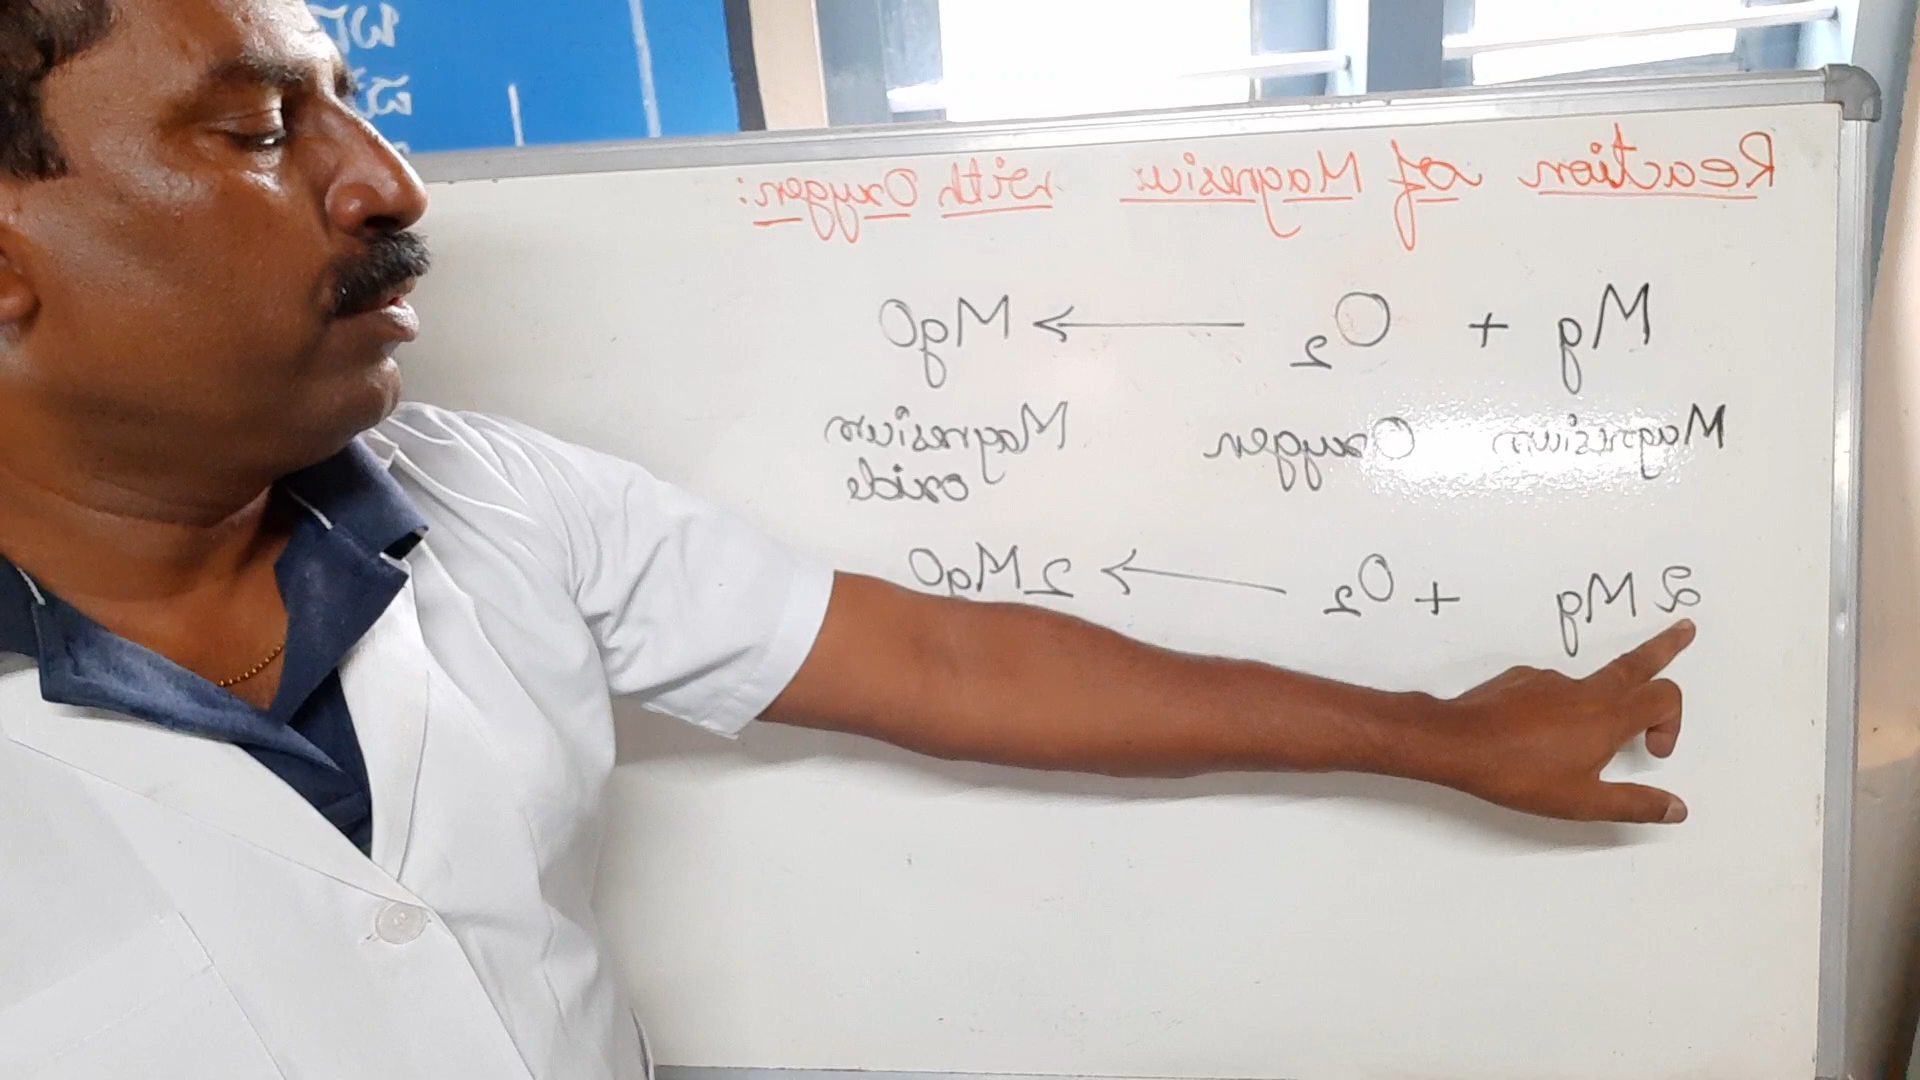 Reaction of Magnesiu with Oxygen:
Mg + O₂ → MgO
Magnesium Oxygen Magnesium
oxide
2Mg + O₂ → 2MgO